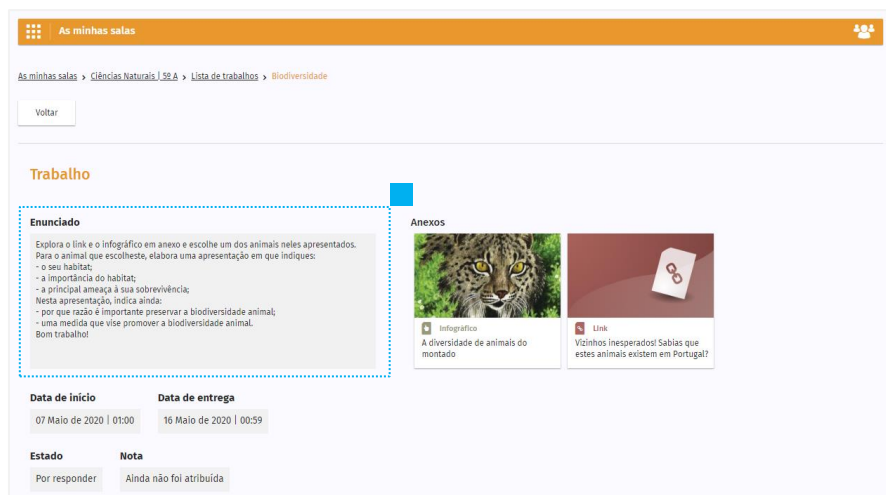 As minhas salas
As minhas salas > Ciências Naturais | 5º A > Lista de trabalhos > Biodiversidade
Voltar
Trabalho
Enunciado
Explora o link e o infográfico em anexo e escolhe um dos animais neles apresentados.
Para o animal que escolheste, elabora uma apresentação em que indiques:
- o seu habitat;
- a importância do habitat;
- a principal ameaça à sua sobrevivência;
Nesta apresentação, indica ainda:
- por que razão é importante preservar a biodiversidade animal;
- uma medida que vise promover a biodiversidade animal.
Bom trabalho!
Anexos
Infográfico
A diversidade de animais do
montado
Link
Vizinhos inesperados! Sabias que
estes animais existem em Portugal?
Data de início
Data de entrega
07 Maio de 2020 | 01:00
16 Maio de 2020 | 00:59
Estado
Nota
Por responder
Ainda não foi atribuída